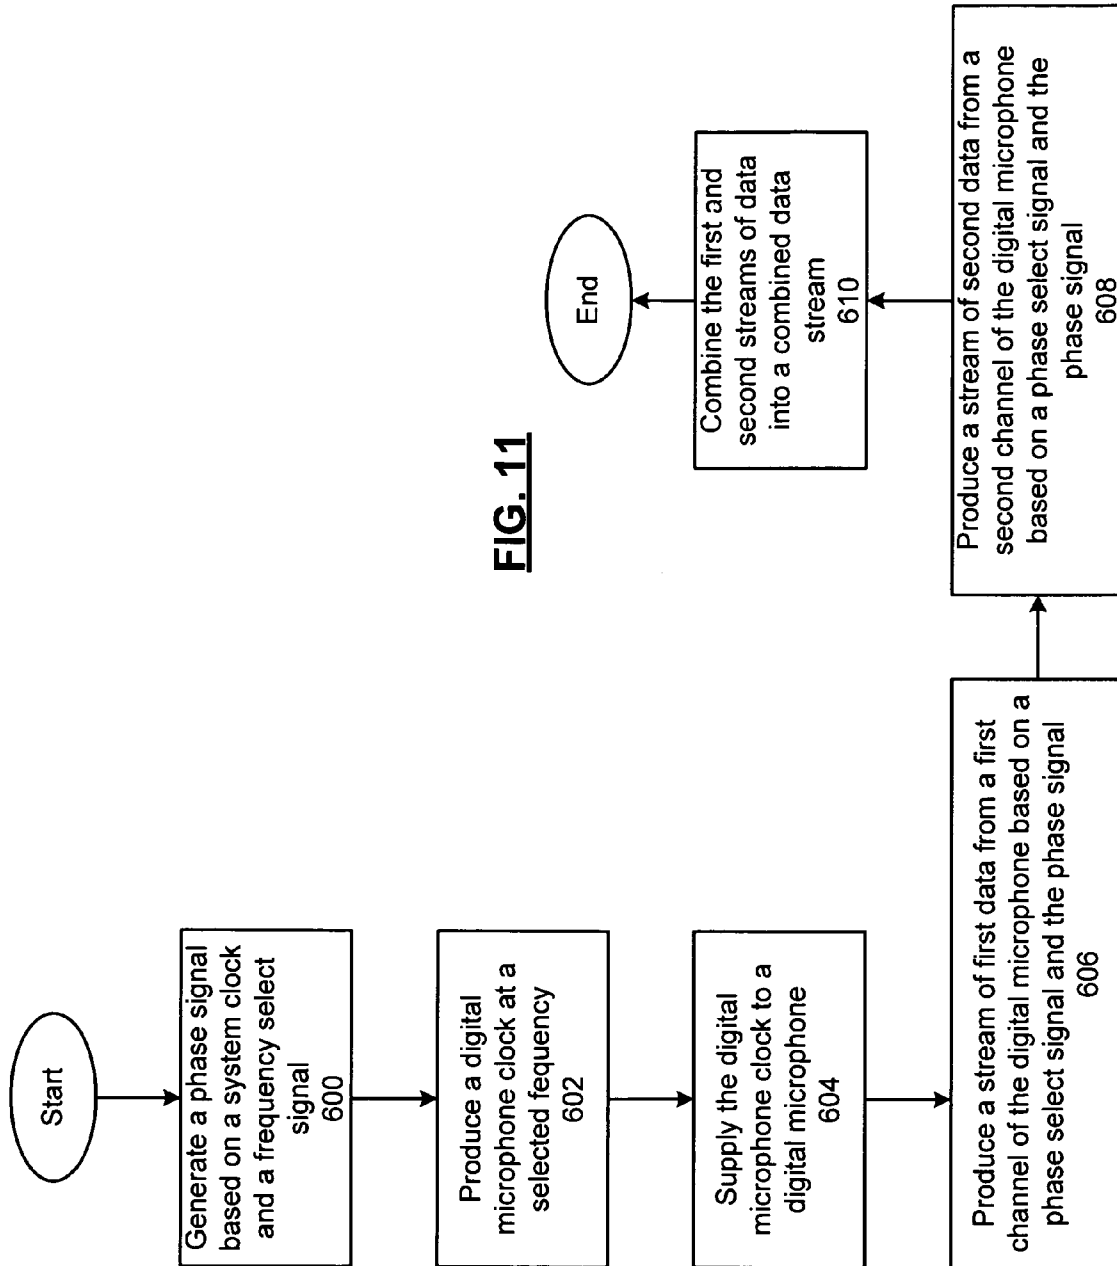 Start
Generate a phase signal
based on a system clock
and a frequency select
signal
600
Produce a digital
microphone clock at a
selected fequency
602
Supply the digital
microphone clock to a
digital microphone
604
Produce a stream of first data from a first
channel of the digital microphone based on a
phase select signal and the phase signal
606
Produce a stream of second data from a
second channel of the digital microphone
based on a phase select signal and the
phase signal
608
Combine the first and
second streams of data
into a combined data
stream
610
End
FIG. 11